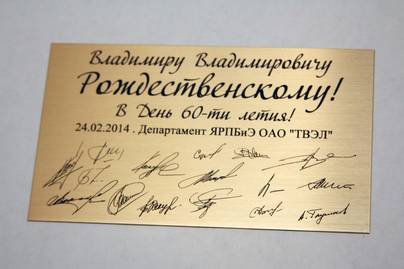 Владимиру Владимировичу
Рождественскому!
В День 60-ти летия!
24.02.2014 . Департамент ЯРПБиЭ ОАО "ТВЭЛ"